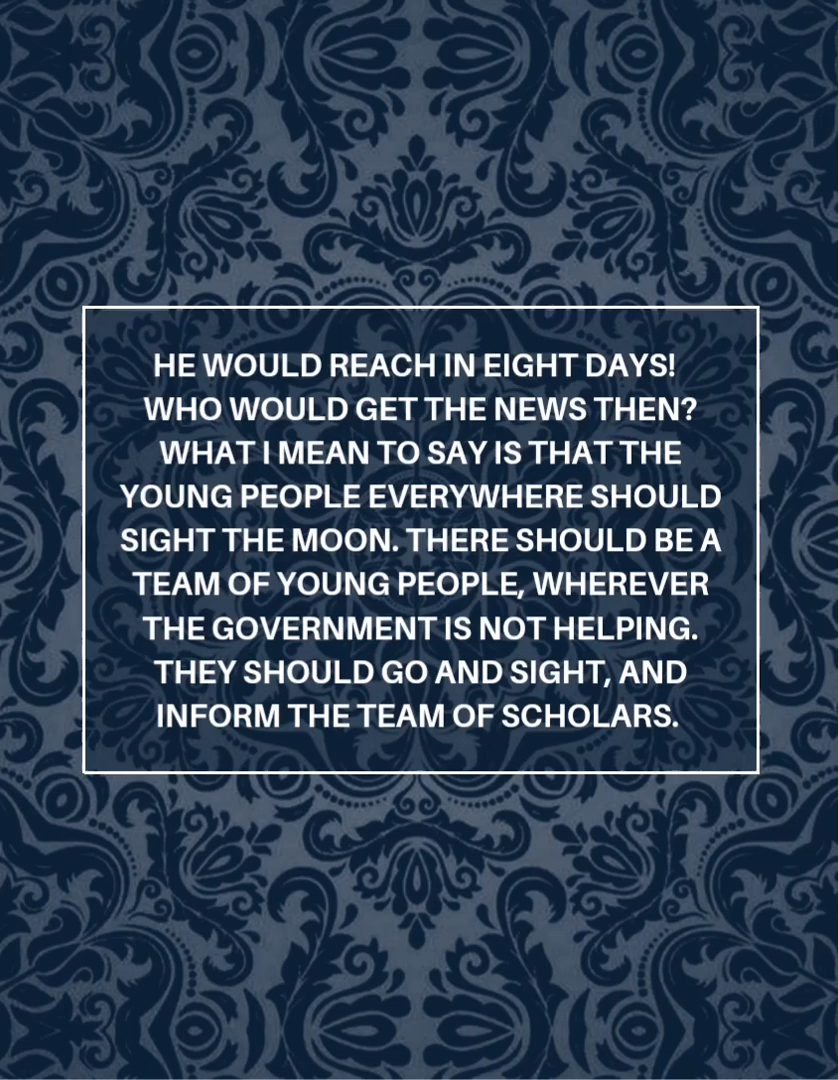 HE WOULD REACH IN EIGHT DAYS!
WHO WOULD GET THE NEWS THEN?
WHAT I MEAN TO SAY IS THAT THE
YOUNG PEOPLE EVERYWHERE SHOULD
SIGHT THE MOON. THERE SHOULD BE A
TEAM OF YOUNG PEOPLE, WHEREVER
THE GOVERNMENT IS NOT HELPING.
THEY SHOULD GO AND SIGHT, AND
INFORM THE TEAM OF SCHOLARS.